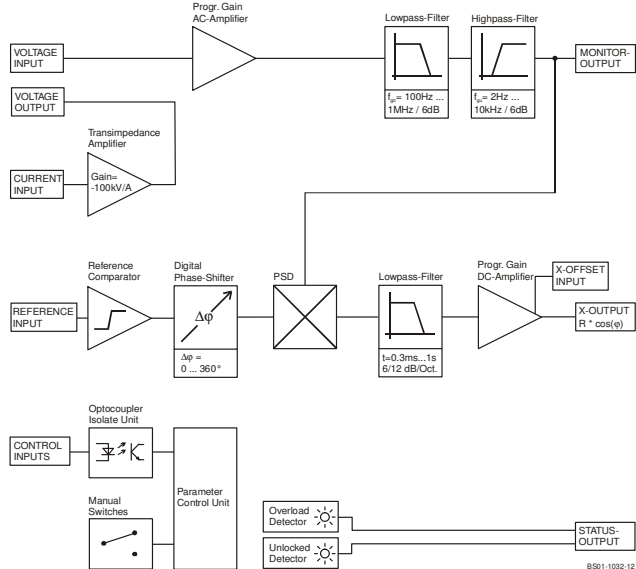 Progr. Gain
AC-Amplifier
Lowpass-Filter
Highpass-Filter
VOLTAGE
INPUT
MONITOR-
OUTPUT
fgo= 100Hz ...
1MHz / 6dB
fgu= 2Hz ...
10kHz / 6dB
VOLTAGE
OUTPUT
Transimpedance
Amplifier
Gain=
-100kV/A
CURRENT
INPUT
Reference
Comparator
Digital
Phase-Shifter
PSD
Lowpass-Filter
Progr. Gain
DC-Amplifier
X-OFFSET
INPUT
REFERENCE
INPUT
Δφ
X-OUTPUT
R * cos(φ)
Δφ =
0 ... 360°
t=0.3ms...1s
6/12 dB/Oct.
Optocoupler
Isolate Unit
CONTROL
INPUTS
Parameter
Control Unit
Manual
Switches
Overload
Detector
Unlocked
Detector
STATUS-
OUTPUT
BS01-1032-12